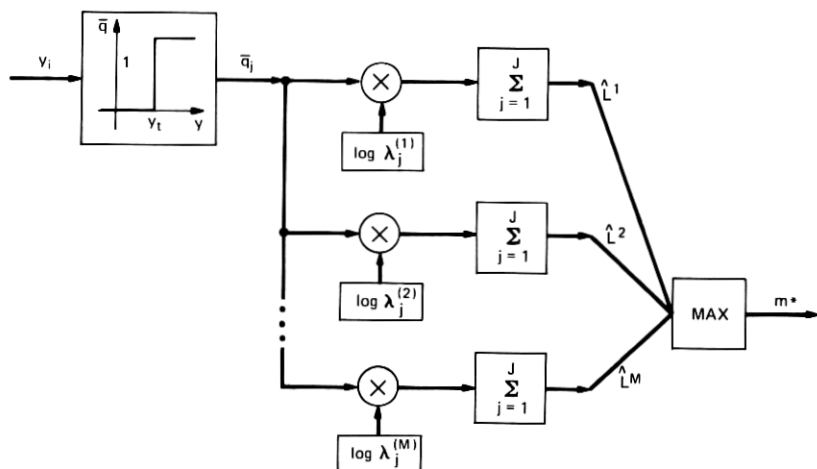 q̄
1
y_t
y
y_i
q̄_j
×
log λ_j^(1)
J
Σ
j = 1
L̂^1
×
log λ_j^(2)
J
Σ
j = 1
L̂^2
MAX
m*
×
log λ_j^(M)
J
Σ
j = 1
L̂^M